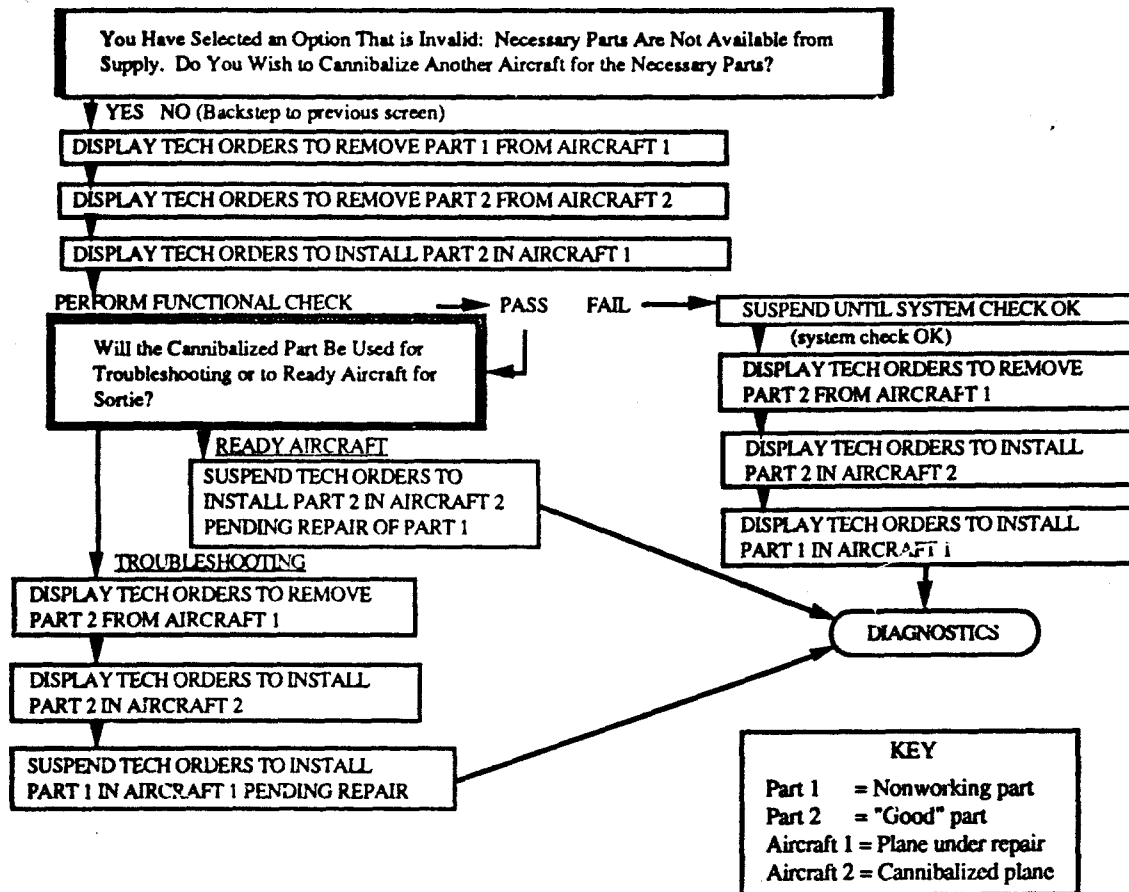 You Have Selected an Option That is Invalid: Necessary Parts Are Not Available from
Supply. Do You Wish to Cannibalize Another Aircraft for the Necessary Parts?
YES NO (Backstep to previous screen)
DISPLAY TECH ORDERS TO REMOVE PART 1 FROM AIRCRAFT 1
DISPLAY TECH ORDERS TO REMOVE PART 2 FROM AIRCRAFT 2
DISPLAY TECH ORDERS TO INSTALL PART 2 IN AIRCRAFT 1
PERFORM FUNCTIONAL CHECK
PASS
FAIL
Will the Cannibalized Part Be Used for
Troubleshooting or to Ready Aircraft for
Sortie?
READY AIRCRAFT
SUSPEND TECH ORDERS TO
INSTALL PART 2 IN AIRCRAFT 2
PENDING REPAIR OF PART 1
TROUBLESHOOTING
DISPLAY TECH ORDERS TO REMOVE
PART 2 FROM AIRCRAFT 1
DISPLAY TECH ORDERS TO INSTALL
PART 2 IN AIRCRAFT 2
SUSPEND TECH ORDERS TO INSTALL
PART 1 IN AIRCRAFT 1 PENDING REPAIR
SUSPEND UNTIL SYSTEM CHECK OK
(system check OK)
DISPLAY TECH ORDERS TO REMOVE
PART 2 FROM AIRCRAFT 1
DISPLAY TECH ORDERS TO INSTALL
PART 2 IN AIRCRAFT 2
DISPLAY TECH ORDERS TO INSTALL
PART 1 IN AIRCRAFT 1
DIAGNOSTICS
KEY
Part 1 = Nonworking part
Part 2 = "Good" part
Aircraft 1 = Plane under repair
Aircraft 2 = Cannibalized plane